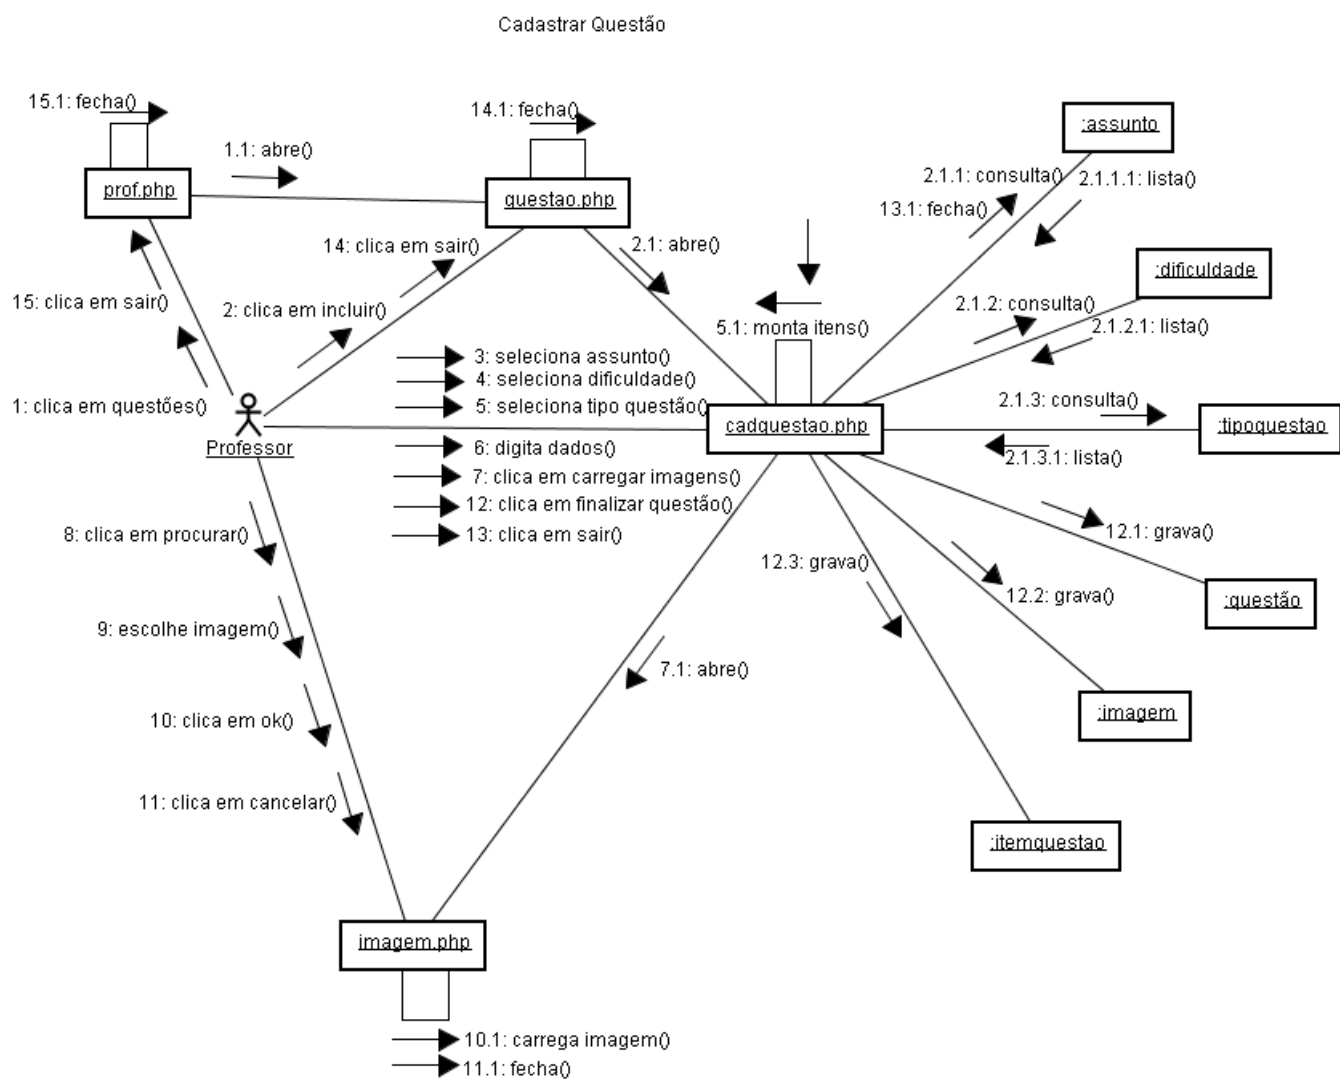 Cadastrar Questão
15.1: fecha()
14.1: fecha()
:assunto
1.1: abre()
prof.php
questao.php
2.1.1: consulta()
2.1.1.1: lista()
13.1: fecha()
14: clica em sair()
2.1: abre()
:dificuldade
15: clica em sair()
2: clica em incluir()
2.1.2: consulta()
2.1.2.1: lista()
5.1: monta itens()
3: seleciona assunto()
4: seleciona dificuldade()
1: clica em questões()
5: seleciona tipo questão()
2.1.3: consulta()
cadquestao.php
:tipoquestao
Professor
6: digita dados()
2.1.3.1: lista()
7: clica em carregar imagens()
12: clica em finalizar questão()
13: clica em sair()
8: clica em procurar()
12.1: grava()
12.3: grava()
12.2: grava()
:questão
9: escolhe imagem()
7.1: abre()
:imagem
10: clica em ok()
11: clica em cancelar()
:itemquestao
imagem.php
10.1: carrega imagem()
11.1: fecha()